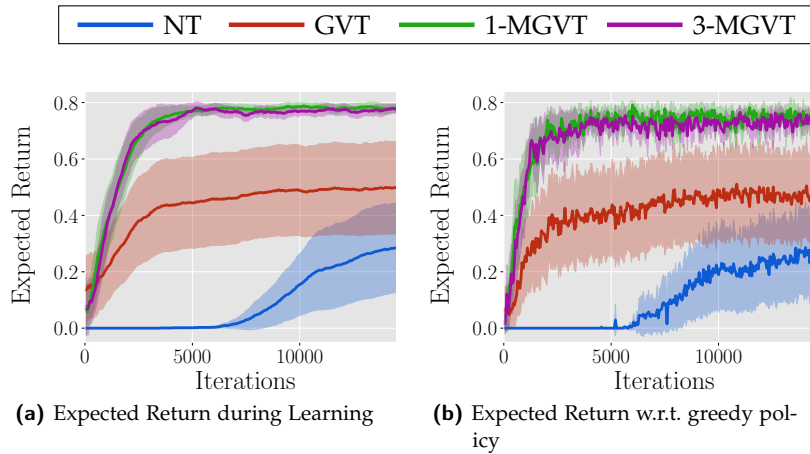 NT GVT 1-MGVT 3-MGVT
0.8
0.6
0.4
0.2
0.0
Expected Return
0 5000 10000
Iterations
(a) Expected Return during Learning
0.8
0.6
0.4
0.2
0.0
Expected Return
0 5000 10000
Iterations
(b) Expected Return w.r.t. greedy pol-
icy